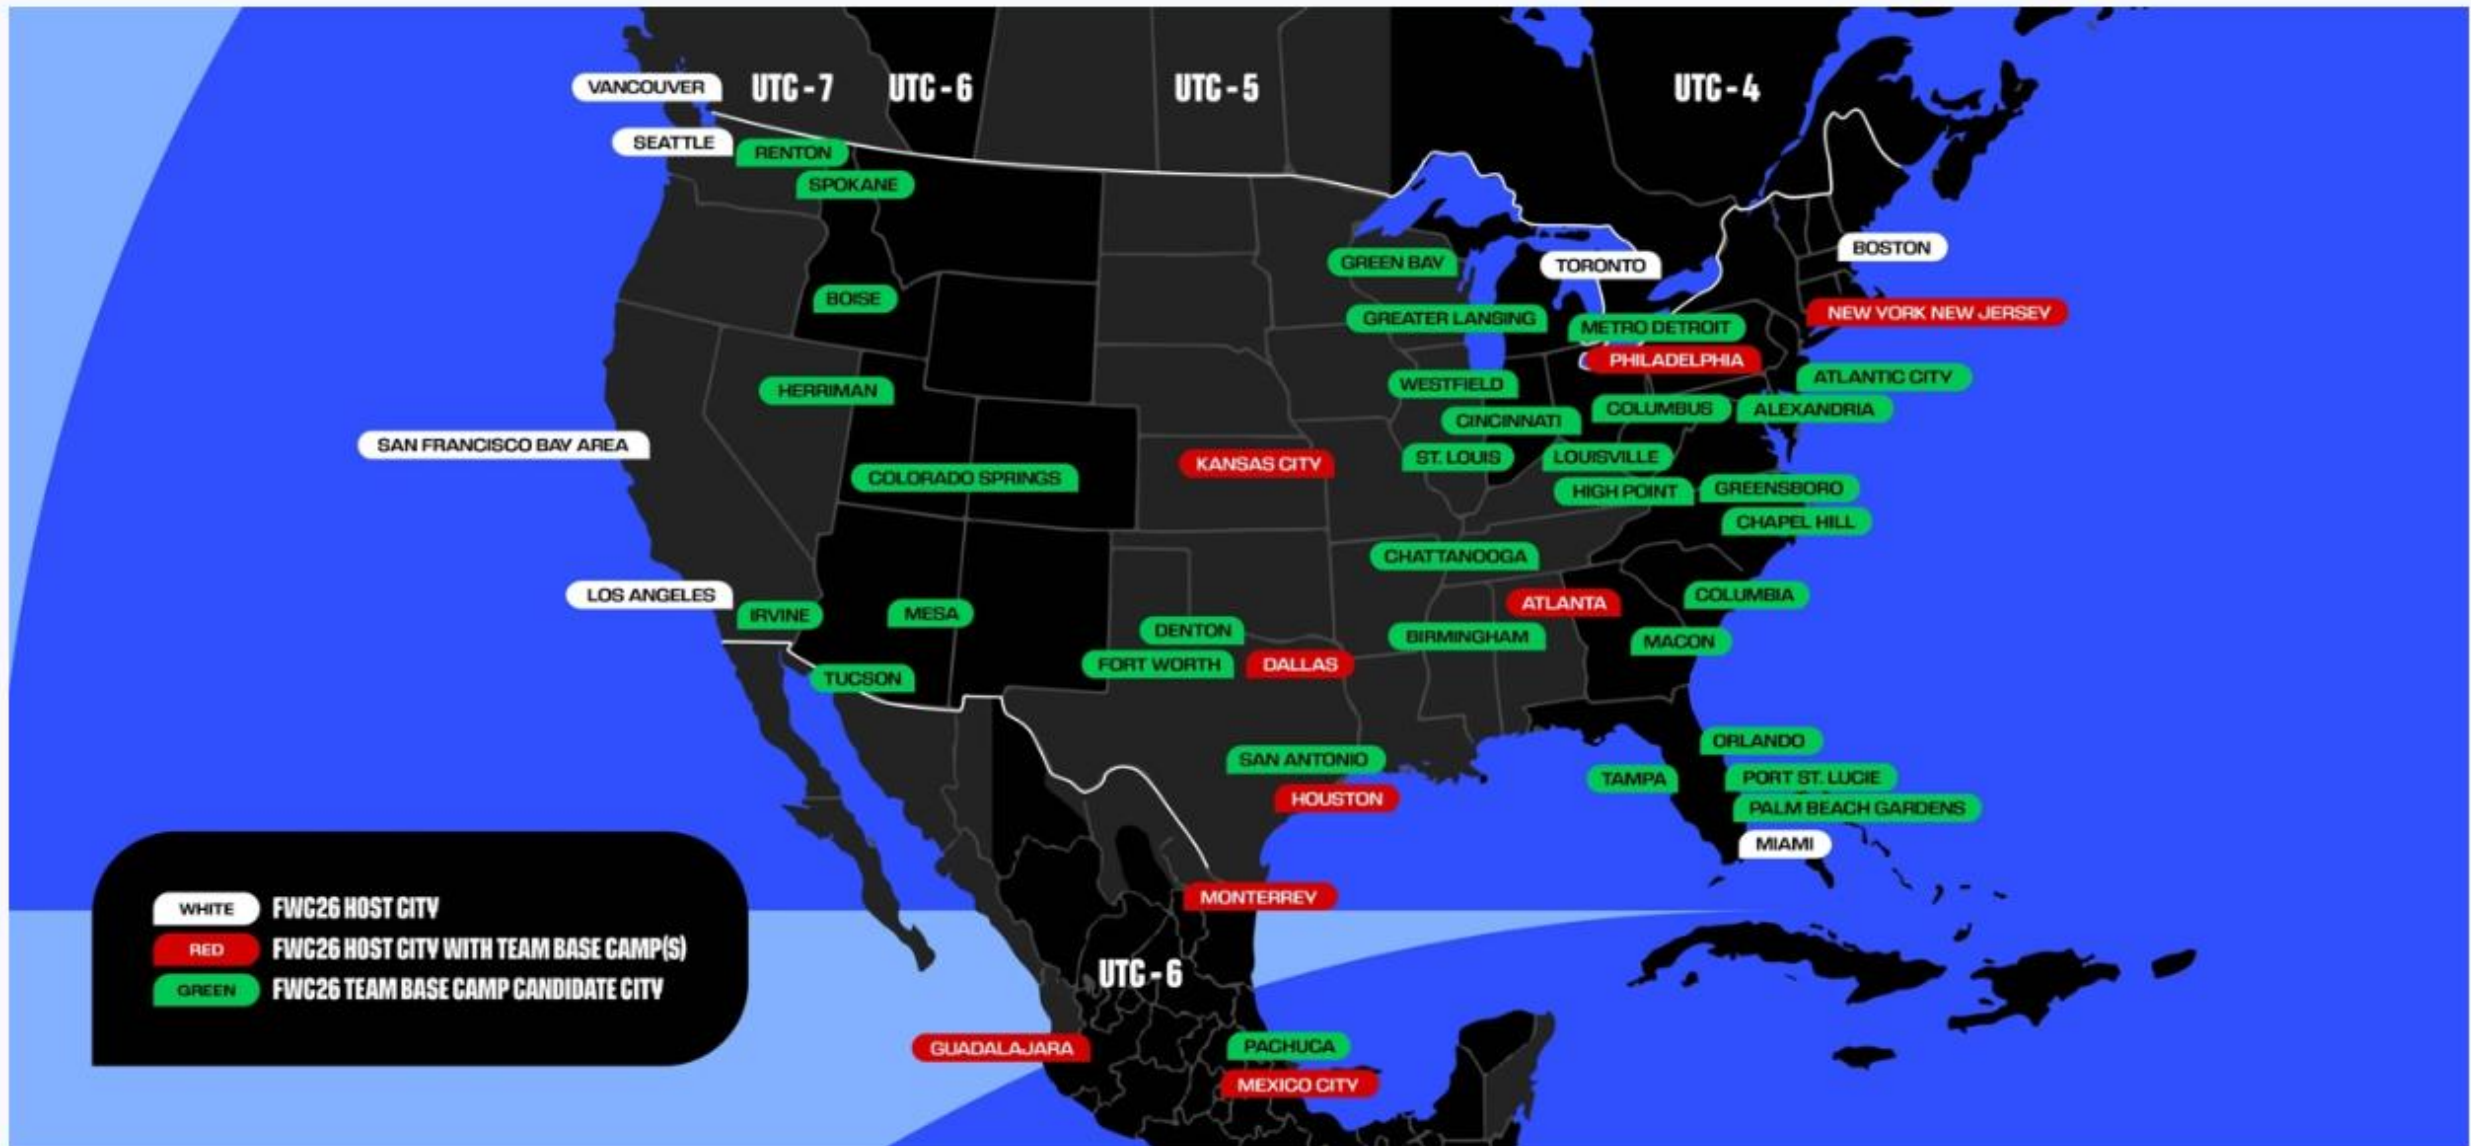 UTC - 7
UTC - 6
UTC - 5
UTC - 4
VANCOUVER
SEATTLE
RENTON
SPOKANE
BOSTON
GREEN BAY
TORONTO
BOISE
NEW YORK NEW JERSEY
GREATER LANSING
METRO DETROIT
PHILADELPHIA
ATLANTIC CITY
WESTFIELD
HERRIMAN
COLUMBUS
ALEXANDRIA
CINCINNATI
SAN FRANCISCO BAY AREA
ST. LOUIS
LOUISVILLE
KANSAS CITY
COLORADO SPRINGS
HIGH POINT
GREENSBORO
CHAPEL HILL
CHATTANOOGA
LOS ANGELES
COLUMBIA
ATLANTA
IRVINE
MESA
DENTON
BIRMINGHAM
MACON
FORT WORTH
DALLAS
TUCSON
ORLANDO
SAN ANTONIO
TAMPA
PORT ST. LUCIE
HOUSTON
PALM BEACH GARDENS
MIAMI
MONTERREY
UTC - 6
GUADALAJARA
PACHUCA
MEXICO CITY
WHITE FWC26 HOST CITY
RED FWC26 HOST CITY WITH TEAM BASE CAMP(S)
GREEN FWC26 TEAM BASE CAMP CANDIDATE CITY